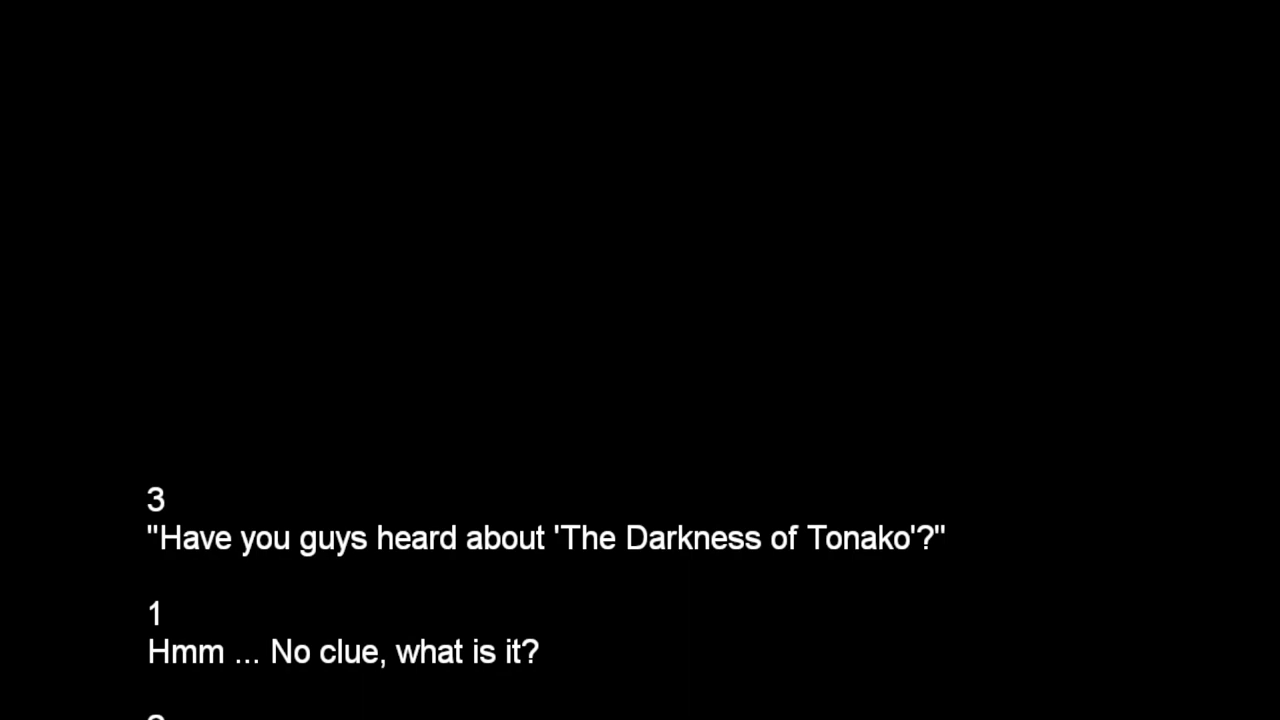 3
"Have you guys heard about 'The Darkness of Tonako'?"
1
Hmm ... No clue, what is it?